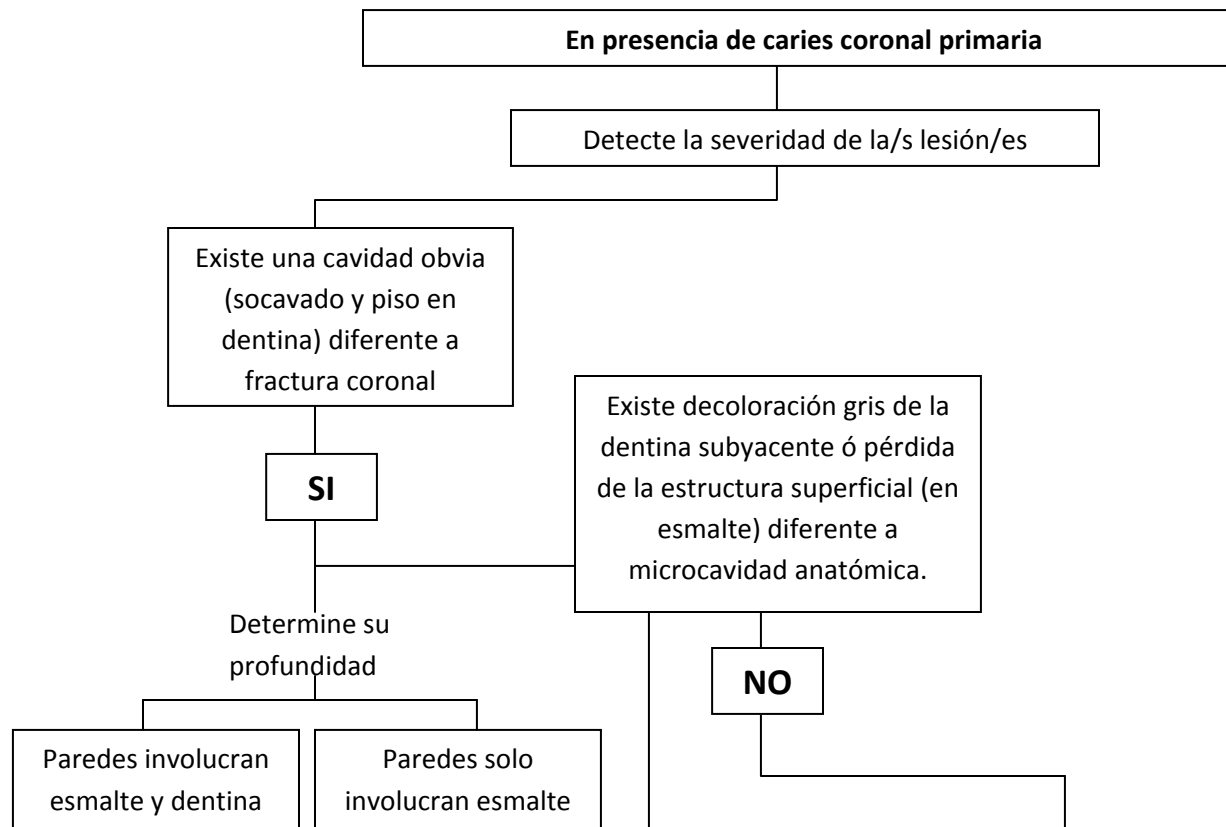 En presencia de caries coronal primaria
Detecte la severidad de la/s lesión/es
Existe una cavidad obvia
(socavado y piso en
dentina) diferente a
fractura coronal
Existe decoloración gris de la
dentina subyacente ó pérdida
de la estructura superficial (en
esmalte) diferente a
microcavidad anatómica.
SI
Determine su
profundidad
NO
Paredes involucran
esmalte y dentina
Paredes solo
involucran esmalte